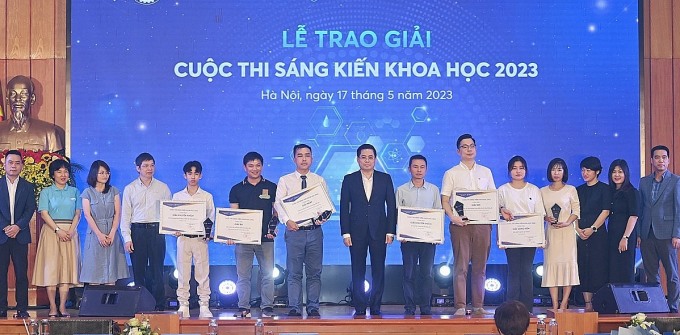 LỄ TRAO GIẢI
CUỘC THI SÁNG KIẾN KHOA HỌC 2023
Hà Nội, ngày 17 tháng 5 năm 2023